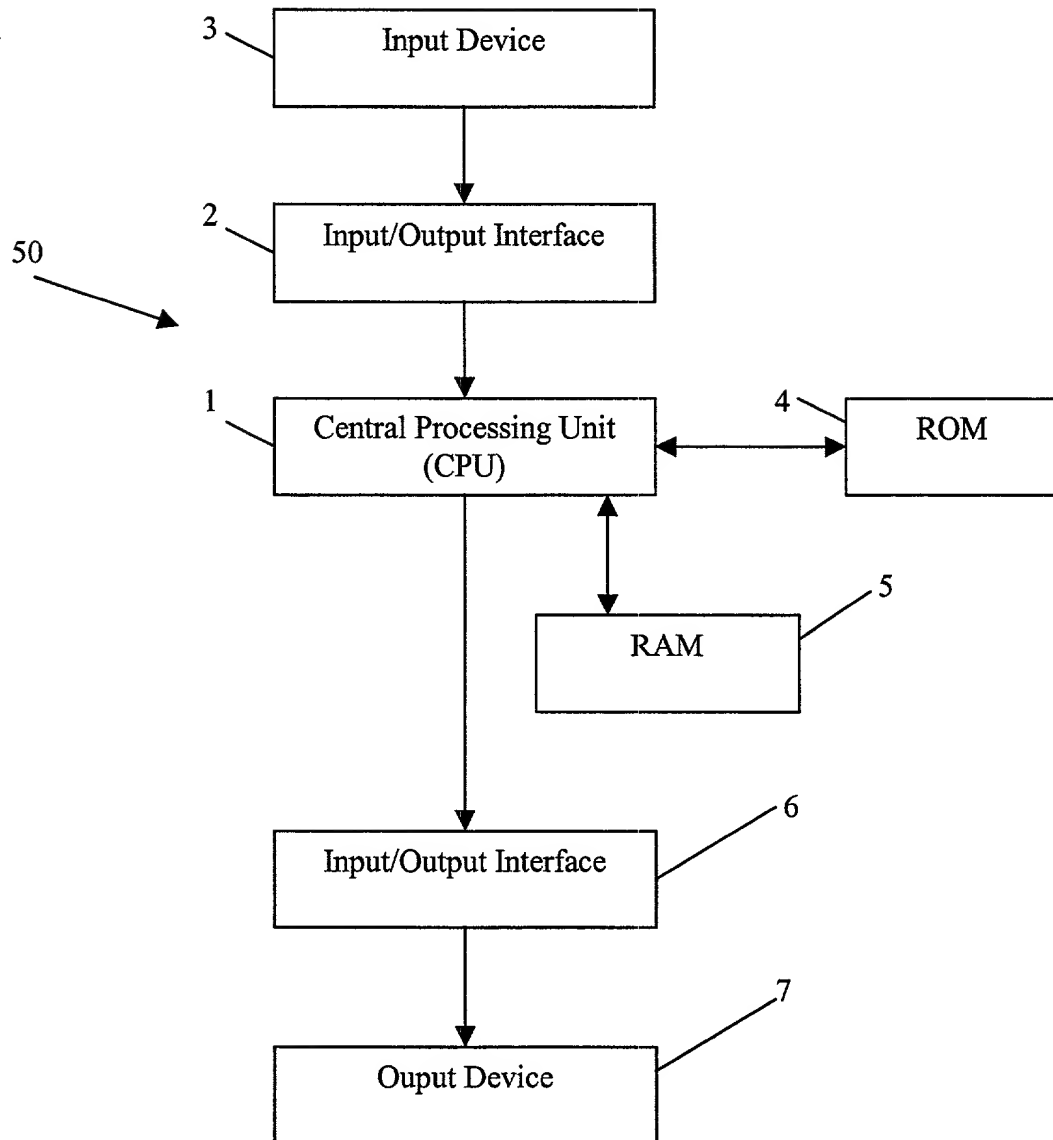 3
Input Device
2
Input/Output Interface
50
1
Central Processing Unit
(CPU)
4
ROM
5
RAM
6
Input/Output Interface
7
Ouput Device